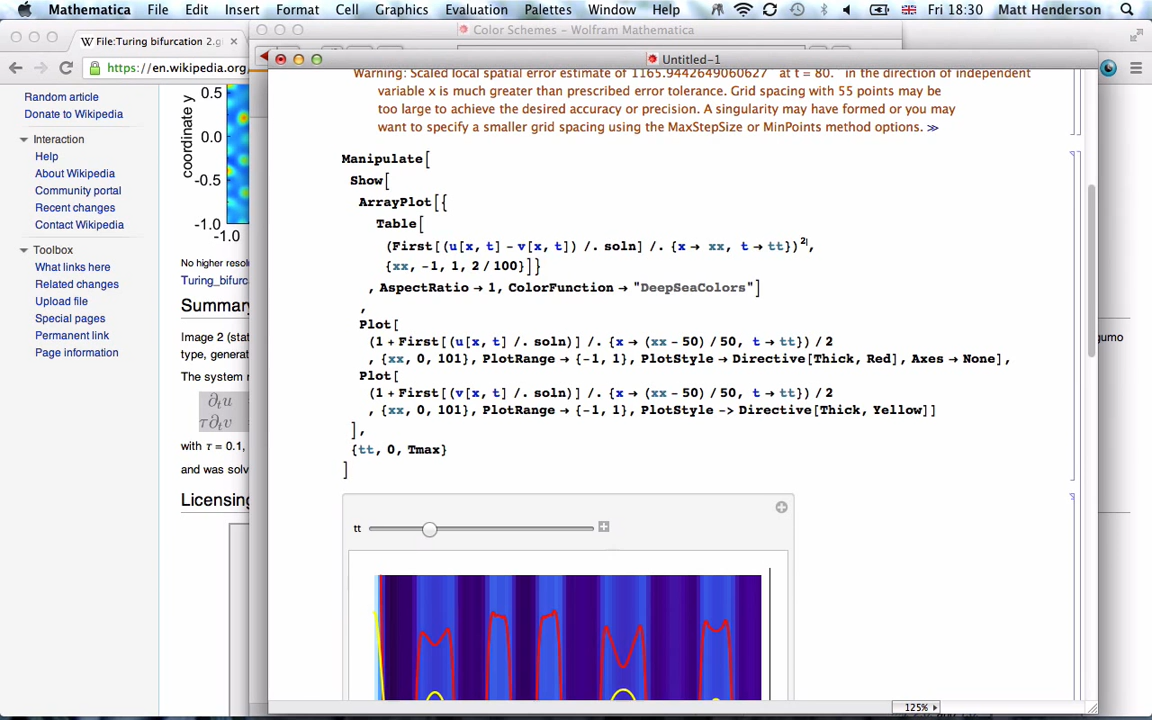 Mathematica File Edit Insert Format Cell Graphics Evaluation Palettes Window Help Fri 18:30 Matt Henderson
File:Turing bifurcation 2.g
Color Schemes - Wolfram Mathematica
https://en.wikipedia.org
Untitled-1
Random article
Donate to Wikipedia
Interaction
Help
About Wikipedia
Community portal
Recent changes
Contact Wikipedia
Toolbox
What links here
Related changes
Upload file
Special pages
Permanent link
Page information
coordinate y
0.5
0.0
-0.5
-1.0
-1.0
No higher resol
Turing_bifurc
Summar
Image 2 (stat
type, generat
The system r
∂tu
τ∂tv
with τ = 0.1,
and was solv
Licensing
gumo
Warning: Scaled local spatial error estimate of 1165.94426490606​27 at t = 80. in the direction of independent
variable x is much greater than prescribed error tolerance. Grid spacing with 55 points may be
too large to achieve the desired accuracy or precision. A singularity may have formed or you may
want to specify a smaller grid spacing using the MaxStepSize or MinPoints method options. ≫
Manipulate[
Show[
ArrayPlot[{
Table[
(First[(u[x, t] - v[x, t]) /. soln] /. {x → xx, t → tt})²,
{xx, -1, 1, 2 / 100}]}
, AspectRatio → 1, ColorFunction → "DeepSeaColors"]
,
Plot[
(1 + First[(u[x, t] /. soln)] /. {x → (xx - 50) / 50, t → tt}) / 2
, {xx, 0, 101}, PlotRange → {-1, 1}, PlotStyle → Directive[Thick, Red], Axes → None],
Plot[
(1 + First[(v[x, t] /. soln)] /. {x → (xx - 50) / 50, t → tt}) / 2
, {xx, 0, 101}, PlotRange → {-1, 1}, PlotStyle -> Directive[Thick, Yellow]]
],
{tt, 0, Tmax}
]
tt
125%